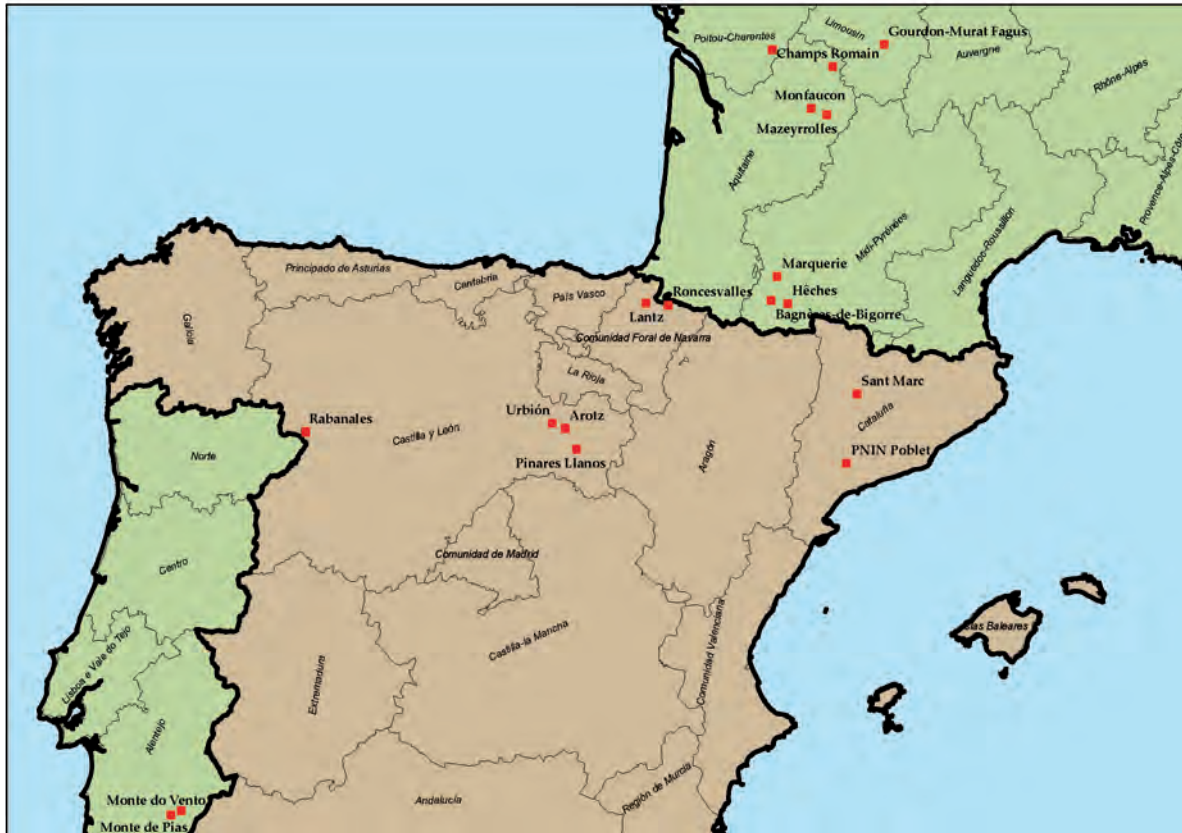 Poitou-Charentes
Limousin
Gourdon-Murat Fagus
Champs Romain
Auvergne
Rhône-Alpes
Monfaucon
Mazeyrrolles
Aquitaine
Midi-Pyrénées
Languedoc-Roussillon
Provence-Alpes-Côte
Marquerie
Hêches
Bagnères-de-Bigorre
Principado de Asturias
Cantabria
País Vasco
Roncesvalles
Lantz
Comunidad Foral de Navarra
Galicia
La Rioja
Sant Marc
Cataluña
Urbión
Arotz
Rabanales
Castilla y León
Pinares Llanos
Aragón
PNIN Poblet
Norte
Centro
Comunidad de Madrid
Castilla-la Mancha
Comunidad Valenciana
Islas Baleares
Lisboa e Vale do Tejo
Extremadura
Alentejo
Región de Murcia
Monte do Vento
Andalucía
Monte de Pias